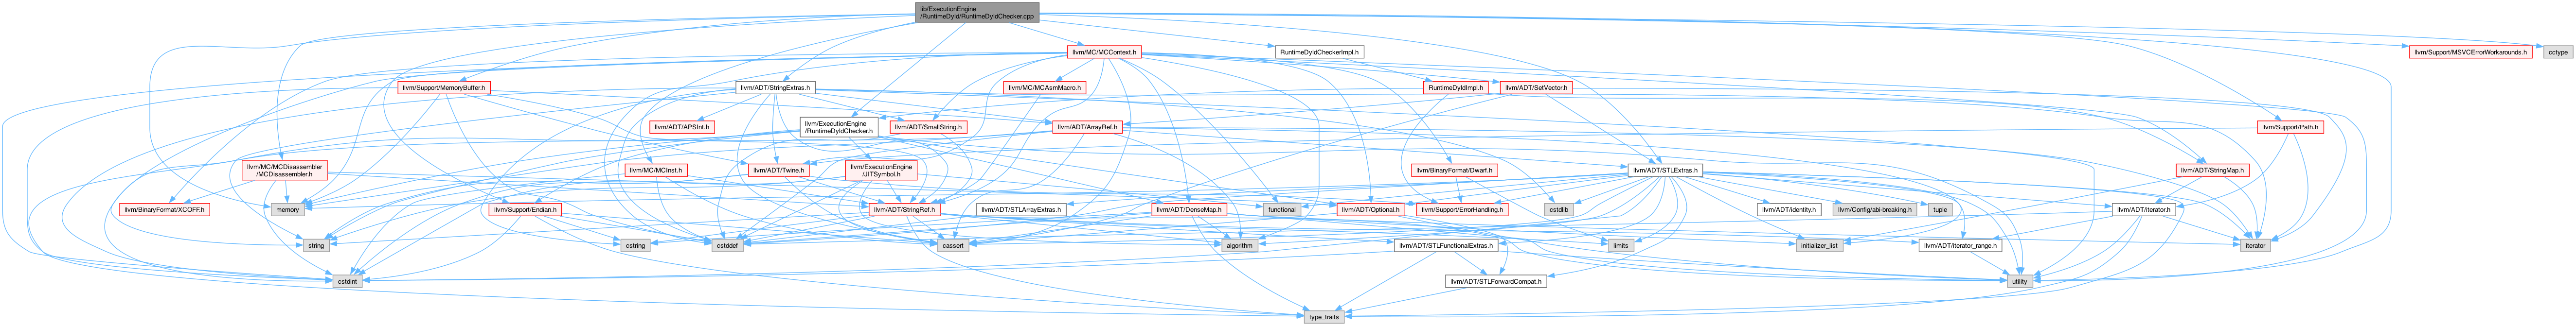 lib/ExecutionEngine
/RuntimeDyld/RuntimeDyldChecker.cpp
llvm/MC/MCContext.h
RuntimeDyldCheckerImpl.h
llvm/Support/MSVCErrorWorkarounds.h
cctype
llvm/Support/MemoryBuffer.h
llvm/ADT/StringExtras.h
llvm/MC/MCAsmMacro.h
RuntimeDyldImpl.h
llvm/ADT/SetVector.h
llvm/ADT/APSInt.h
llvm/ExecutionEngine
/RuntimeDyldChecker.h
llvm/ADT/SmallString.h
llvm/ADT/ArrayRef.h
llvm/Support/Path.h
llvm/MC/MCDisassembler
/MCDisassembler.h
llvm/MC/MCInst.h
llvm/ADT/Twine.h
llvm/ExecutionEngine
/JITSymbol.h
llvm/BinaryFormat/Dwarf.h
llvm/ADT/STLExtras.h
llvm/ADT/StringMap.h
llvm/BinaryFormat/XCOFF.h
memory
llvm/Support/Endian.h
llvm/ADT/StringRef.h
llvm/ADT/STLArrayExtras.h
llvm/ADT/DenseMap.h
functional
cstdlib
llvm/ADT/Optional.h
llvm/Support/ErrorHandling.h
llvm/ADT/identity.h
llvm/Config/abi-breaking.h
tuple
llvm/ADT/iterator.h
string
cstring
cstddef
cassert
algorithm
llvm/ADT/STLFunctionalExtras.h
limits
initializer_list
llvm/ADT/iterator_range.h
iterator
cstdint
llvm/ADT/STLForwardCompat.h
utility
type_traits